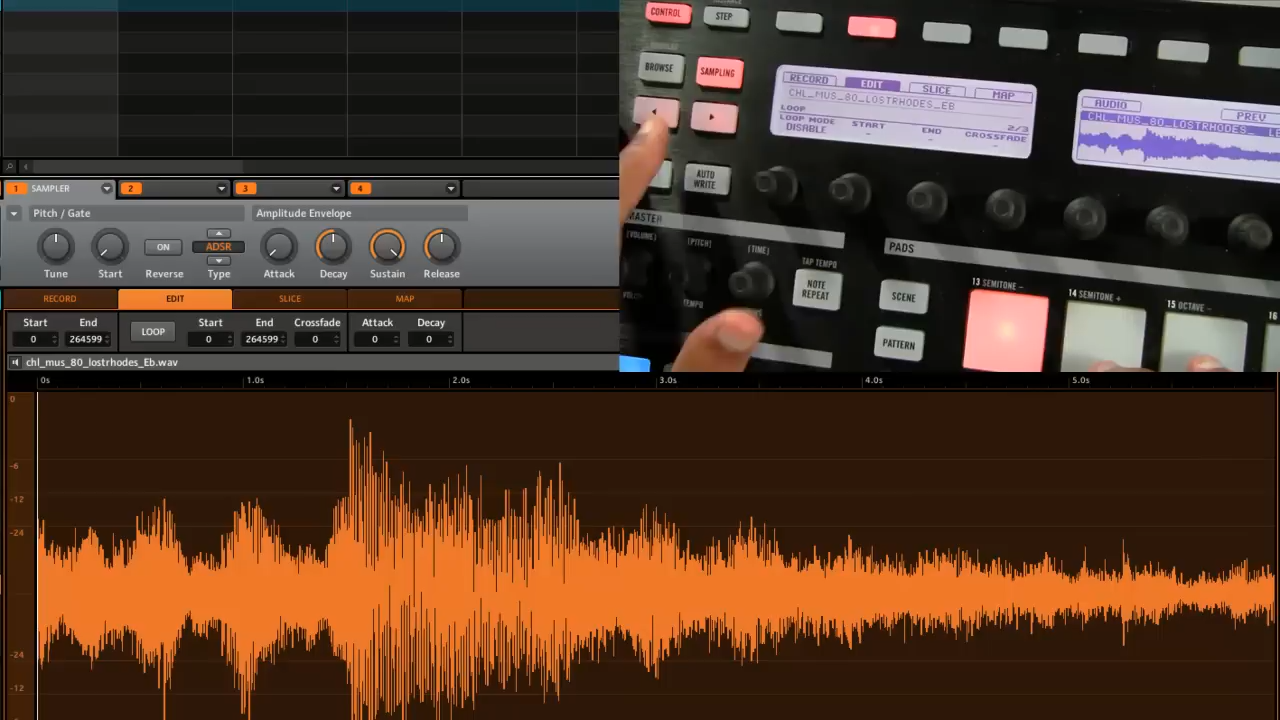 CONTROL
STEP
BROWSE
SAMPLING
RECORD EDIT SLICE MAP
CHL_MUS_80_LOSTRHODES_EB
LOOP 2/3
LOOP MODE START END CROSSFADE
DISABLE - - -
AUDIO PREV
CHL_MUS_80_LOSTRHODES
AUTO
WRITE
MASTER
(VOLUME) (PITCH) (TIME)
TAP TEMPO
NOTE
REPEAT
PADS
SCENE
PATTERN
13 SEMITONE -
14 SEMITONE +
15 OCTAVE -
16
1 SAMPLER 2 3 4
Pitch / Gate Amplitude Envelope
ON ADSR
Tune Start Reverse Type Attack Decay Sustain Release
RECORD EDIT SLICE MAP
Start End LOOP Start End Crossfade Attack Decay
0 264599 0 264599 0 0 0
chl_mus_80_lostrhodes_Eb.wav
0s 1.0s 2.0s 3.0s 4.0s 5.0s
0
-6
-12
-24
-24
-12